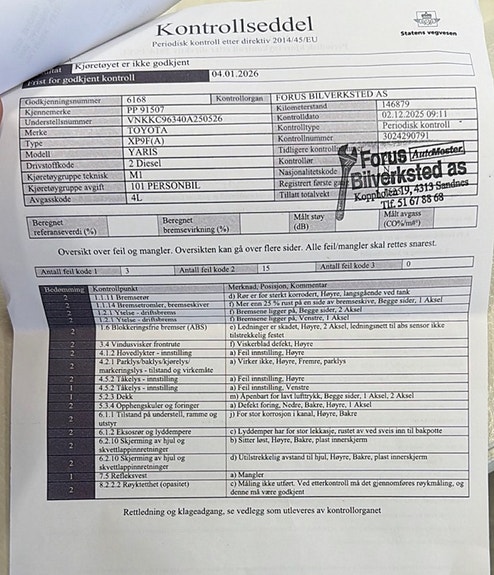 Kontrollseddel
Periodisk kontroll etter direktiv 2014/45/EU
Statens vegvesen
Kjøretøyet er ikke godkjent
Frist for godkjent kontroll 04.01.2026
Godkjenningsnummer 6168 Kontrollorgan FORUS BILVERKSTED AS
Kjennemerke PP 91507 Kilometerstand 146879
Understellsnummer VNKKC96340A250526 Kontrolldato 02.12.2025 09:11
Merke TOYOTA Kontrolltype Periodisk kontroll
Type XP9F(A) Kontrollnummer 3024290791
Modell YARIS Tidligere kontroll
Drivstoffkode 2 Diesel Kontrollør
Kjøretøygruppe teknisk M1 Nasjonalitetskode
Kjøretøygruppe avgift 101 PERSONBIL Registrert første
Avgasskode 4L Tillatt totalvekt
Forus AutoMester
Bilverksted as
Koppholen 19, 4313 Sandnes
Tlf. 51 67 88 68
Beregnet referanseverdi (%) Beregnet bremsevirkning (%) Målt støy (dB) Målt avgass (CO%/m³)
Oversikt over feil og mangler. Oversikten kan gå over flere sider. Alle feil/mangler skal rettes snarest.
Antall feil kode 1 3 Antall feil kode 2 15 Antall feil kode 3 0
Bedømming Kontrollpunkt Merknad, Posisjon, Kommentar
2 1.1.11 Bremserør d) Rør er for sterkt korrodert, Høyre, langsgående ved tank
2 1.1.14 Bremsetromler, bremseskiver f) Mer enn 25 % rust på en side av bremseskive, Begge sider, 1 Aksel
2 1.2.1 Ytelse - driftsbrems f) Bremsene ligger på, Begge sider, 2 Aksel
1.2.1 Ytelse - driftsbrems f) Bremsene ligger på, Venstre, 1 Aksel
2 1.6 Blokkeringsfrie bremser (ABS) e) Ledninger er skadet, Høyre, 2 Aksel, ledningsnett til abs sensor ikke
tilstrekkelig festet
2 3.4 Vindusvisker frontrute f) Viskerblad defekt, Høyre
2 4.1.2 Hovedlykter - innstilling a) Feil innstilling, Høyre
2 4.2.1 Parklys/baklys/kjørelys/
markeringslys - tilstand og virkemåte a) Virker ikke, Høyre, Fremre, parklys
2 4.5.2 Tåkelys - innstilling a) Feil innstilling, Høyre
1 4.5.2 Tåkelys - innstilling a) Feil innstilling, Venstre
1 5.2.3 Dekk m) Åpenbart for lavt lufttrykk, Begge sider, 1 Aksel, 2 Aksel
2 5.3.4 Opphengskuler og foringer a) Defekt foring, Nedre, Bakre, Høyre, 1 Aksel
2 6.1.1 Tilstand på understell, ramme og
utstyr j) For stor korrosjon i kanal, Høyre, Bakre
2 6.1.2 Eksosrør og lyddempere c) Lyddemper har for stor lekkasje, rustet av ved sveis inn til bakpotte
2 6.2.10 Skjerming av hjul og
skvettlappinnretninger b) Sitter løst, Høyre, Bakre, plast innerskjerm
2 6.2.10 Skjerming av hjul og
skvettlappinnretninger d) Utilstrekkelig avstand til hjul, Høyre, Bakre, plast innerskjerm
1 7.5 Refleksvest a) Mangler
2 8.2.2.2 Røyktetthet (opasitet) c) Måling ikke utført. Ved etterkontroll må det gjennomføres røykmåling, og
denne må være godkjent
Rettledning og klageadgang, se vedlegg som utleveres av kontrollorganet